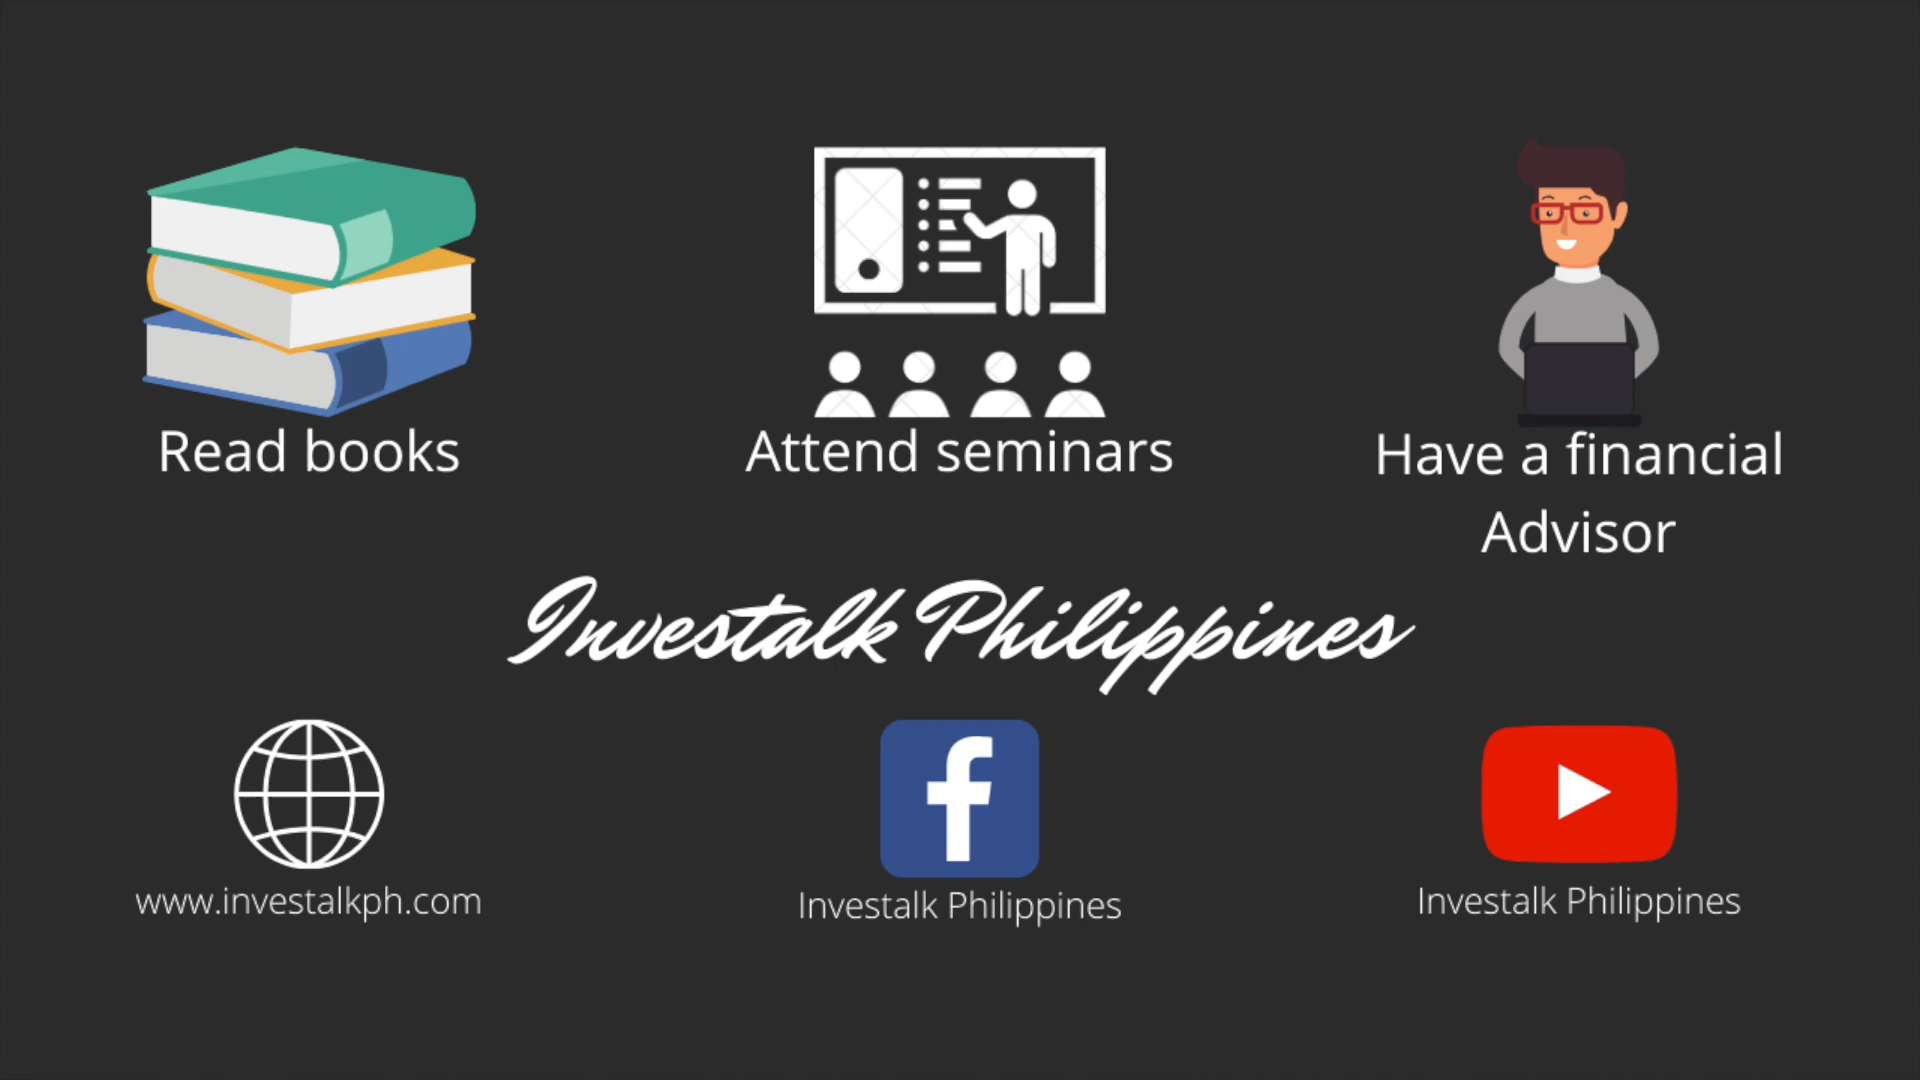 Read books
Attend seminars
Have a financial
Advisor
Investalk Philippines
www.investalkph.com
Investalk Philippines
Investalk Philippines